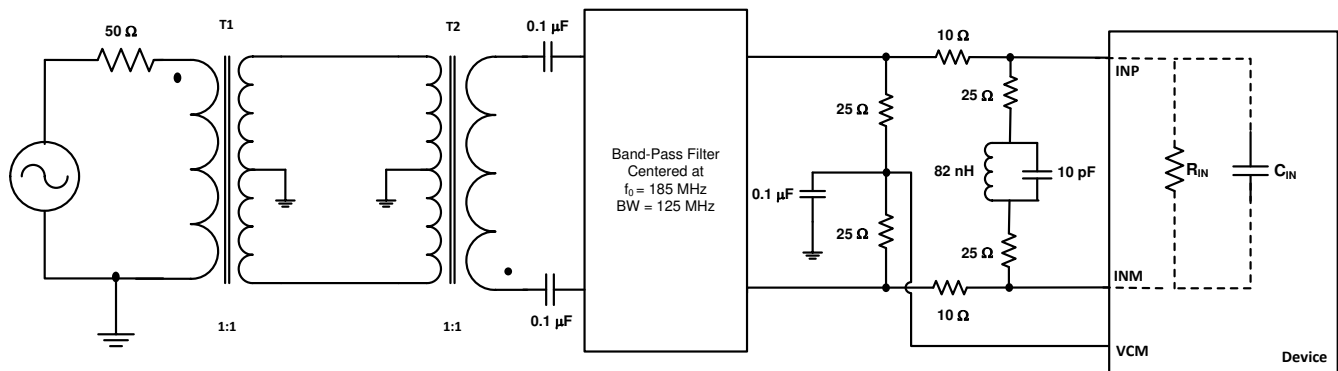 50 Ω
T1
1:1
T2
1:1
0.1 µF
0.1 µF
Band-Pass Filter
Centered at
f₀ = 185 MHz
BW = 125 MHz
0.1 µF
25 Ω
25 Ω
10 Ω
10 Ω
25 Ω
82 nH
10 pF
25 Ω
INP
INM
VCM
R_IN
C_IN
Device